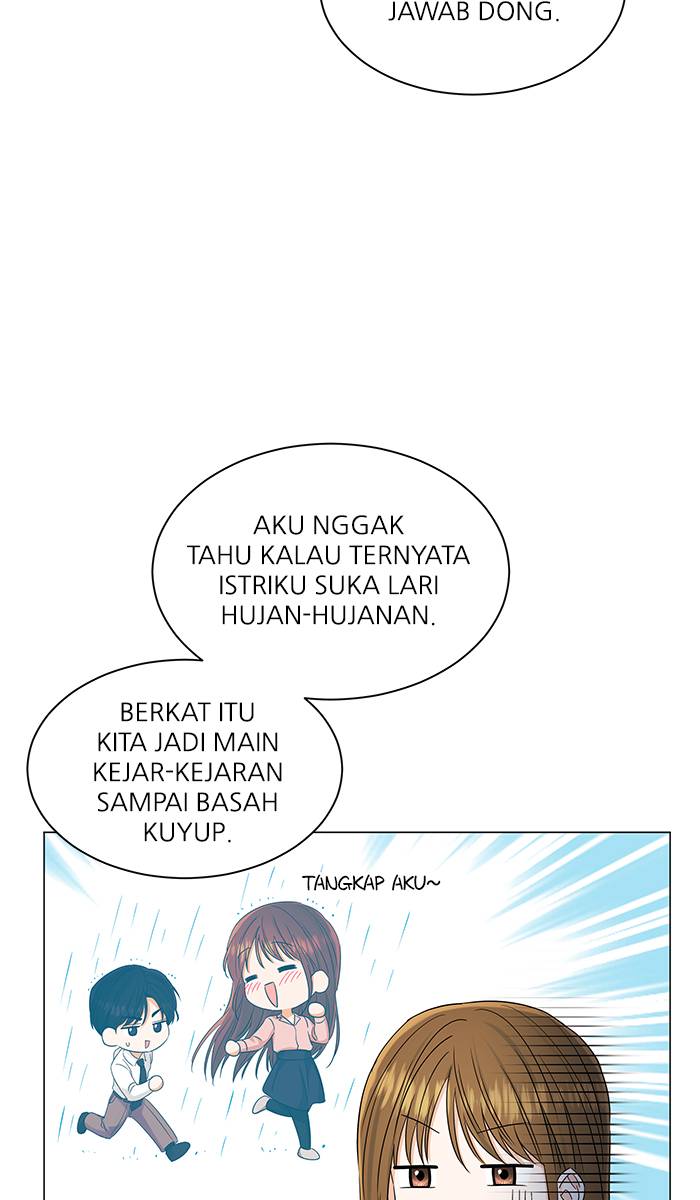 JAWAB DONG.
AKU NGGAK
TAHU KALAU TERNYATA
ISTRIKU SUKA LARI
HUJAN-HUJANAN.
BERKAT ITU
KITA JADI MAIN
KEJAR-KEJARAN
SAMPAI BASAH
KUYUP.
TANGKAP AKU~